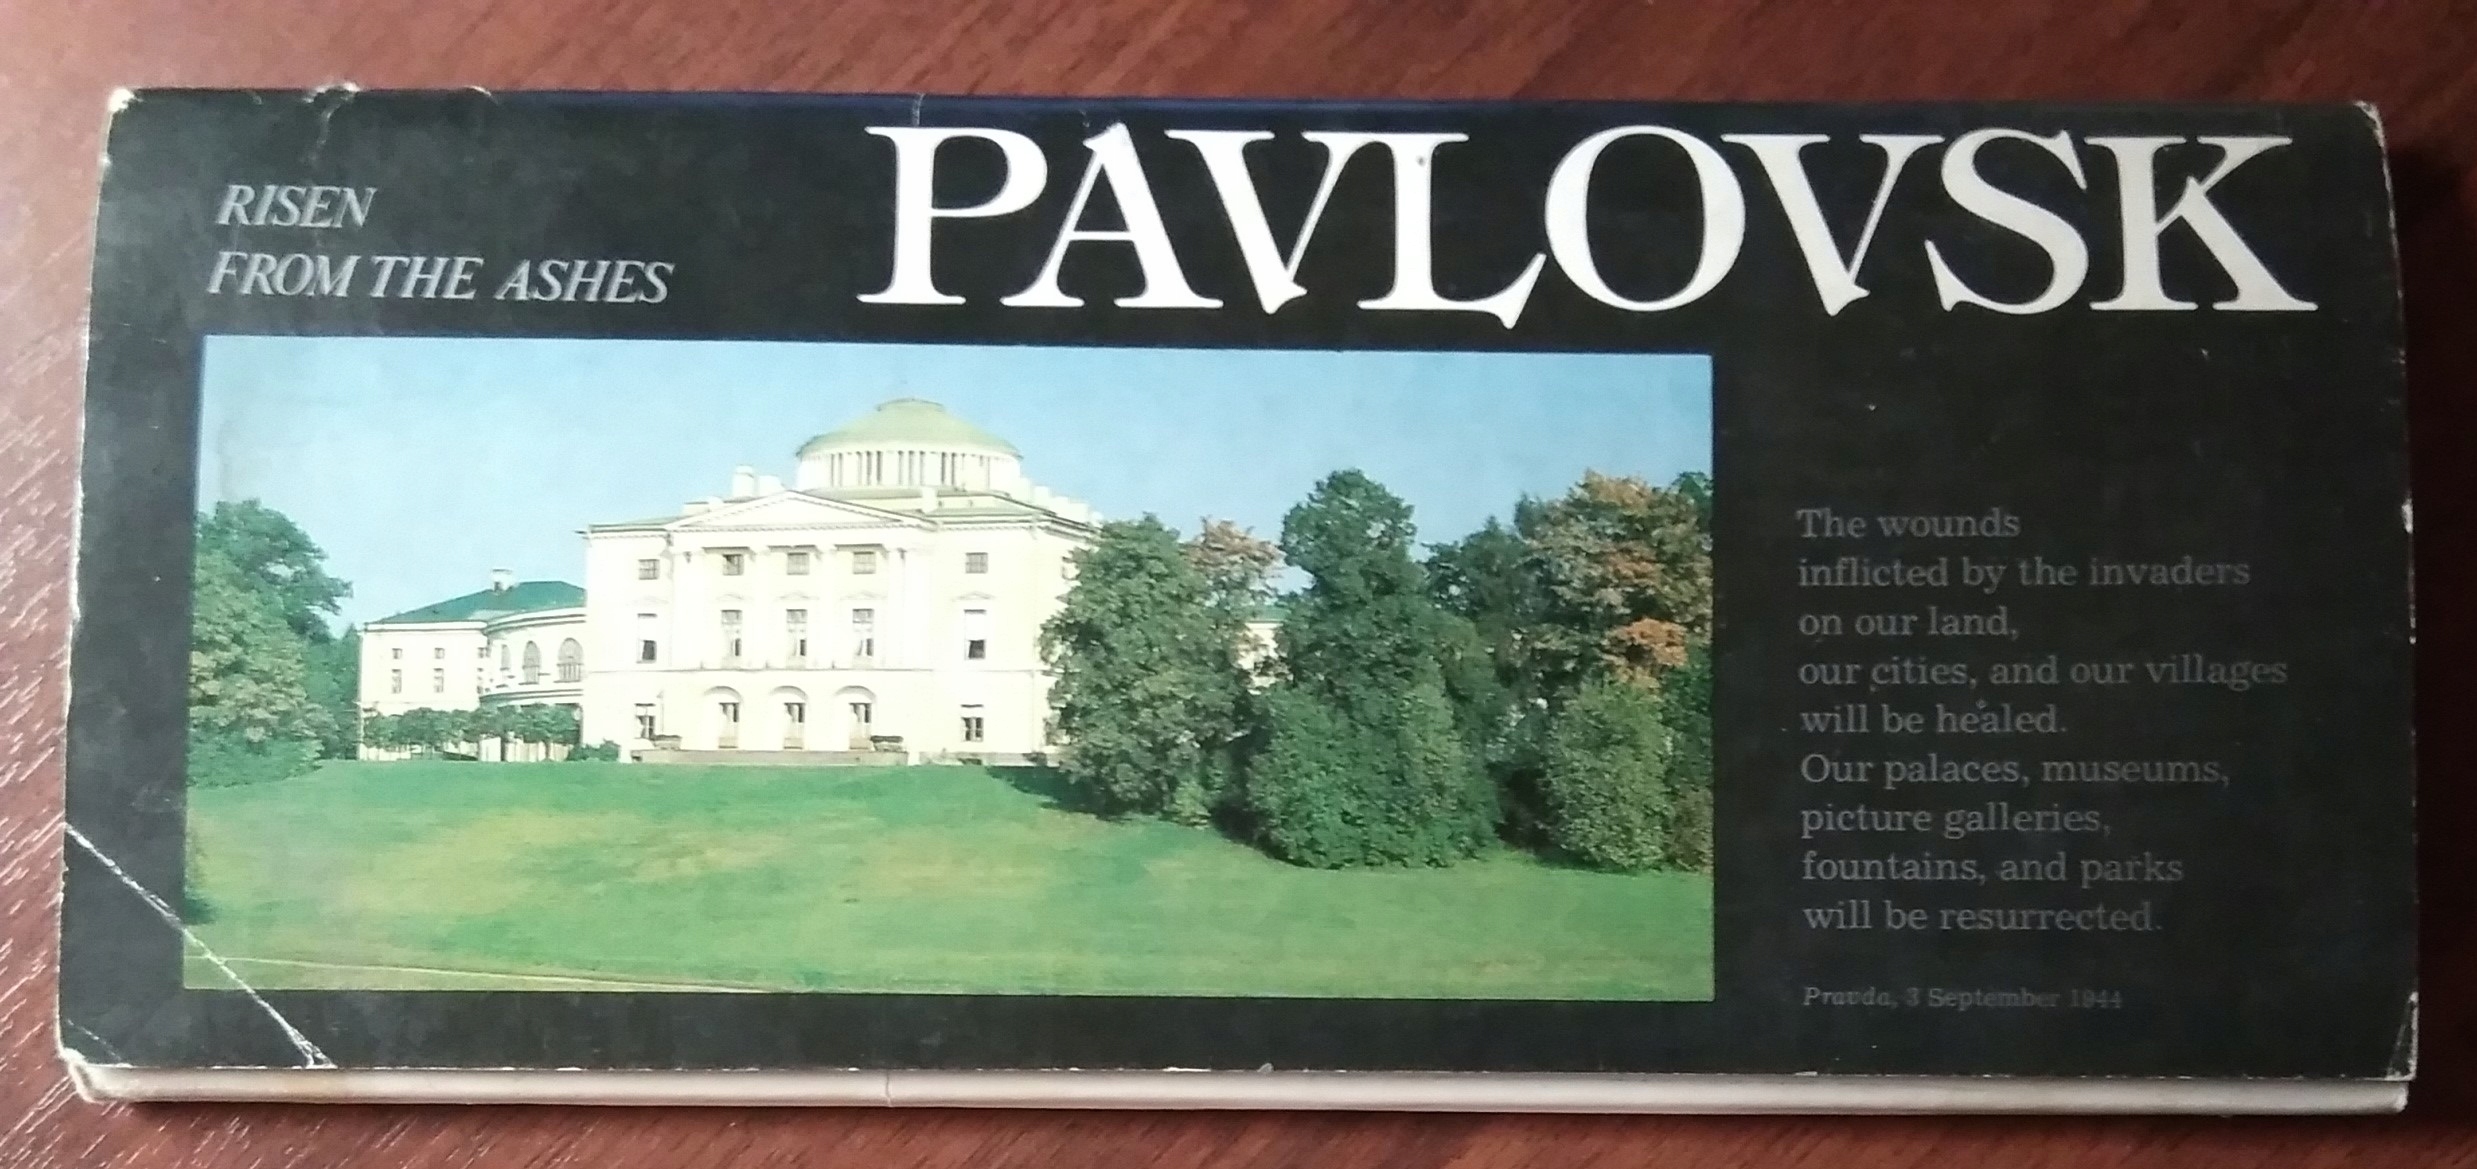 RISEN
FROM THE ASHES
PAVLOVSK
The wounds
inflicted by the invaders
on our land,
our cities, and our villages
will be healed.
Our palaces, museums,
picture galleries,
fountains, and parks
will be resurrected.
Pravda, 3 September 1944